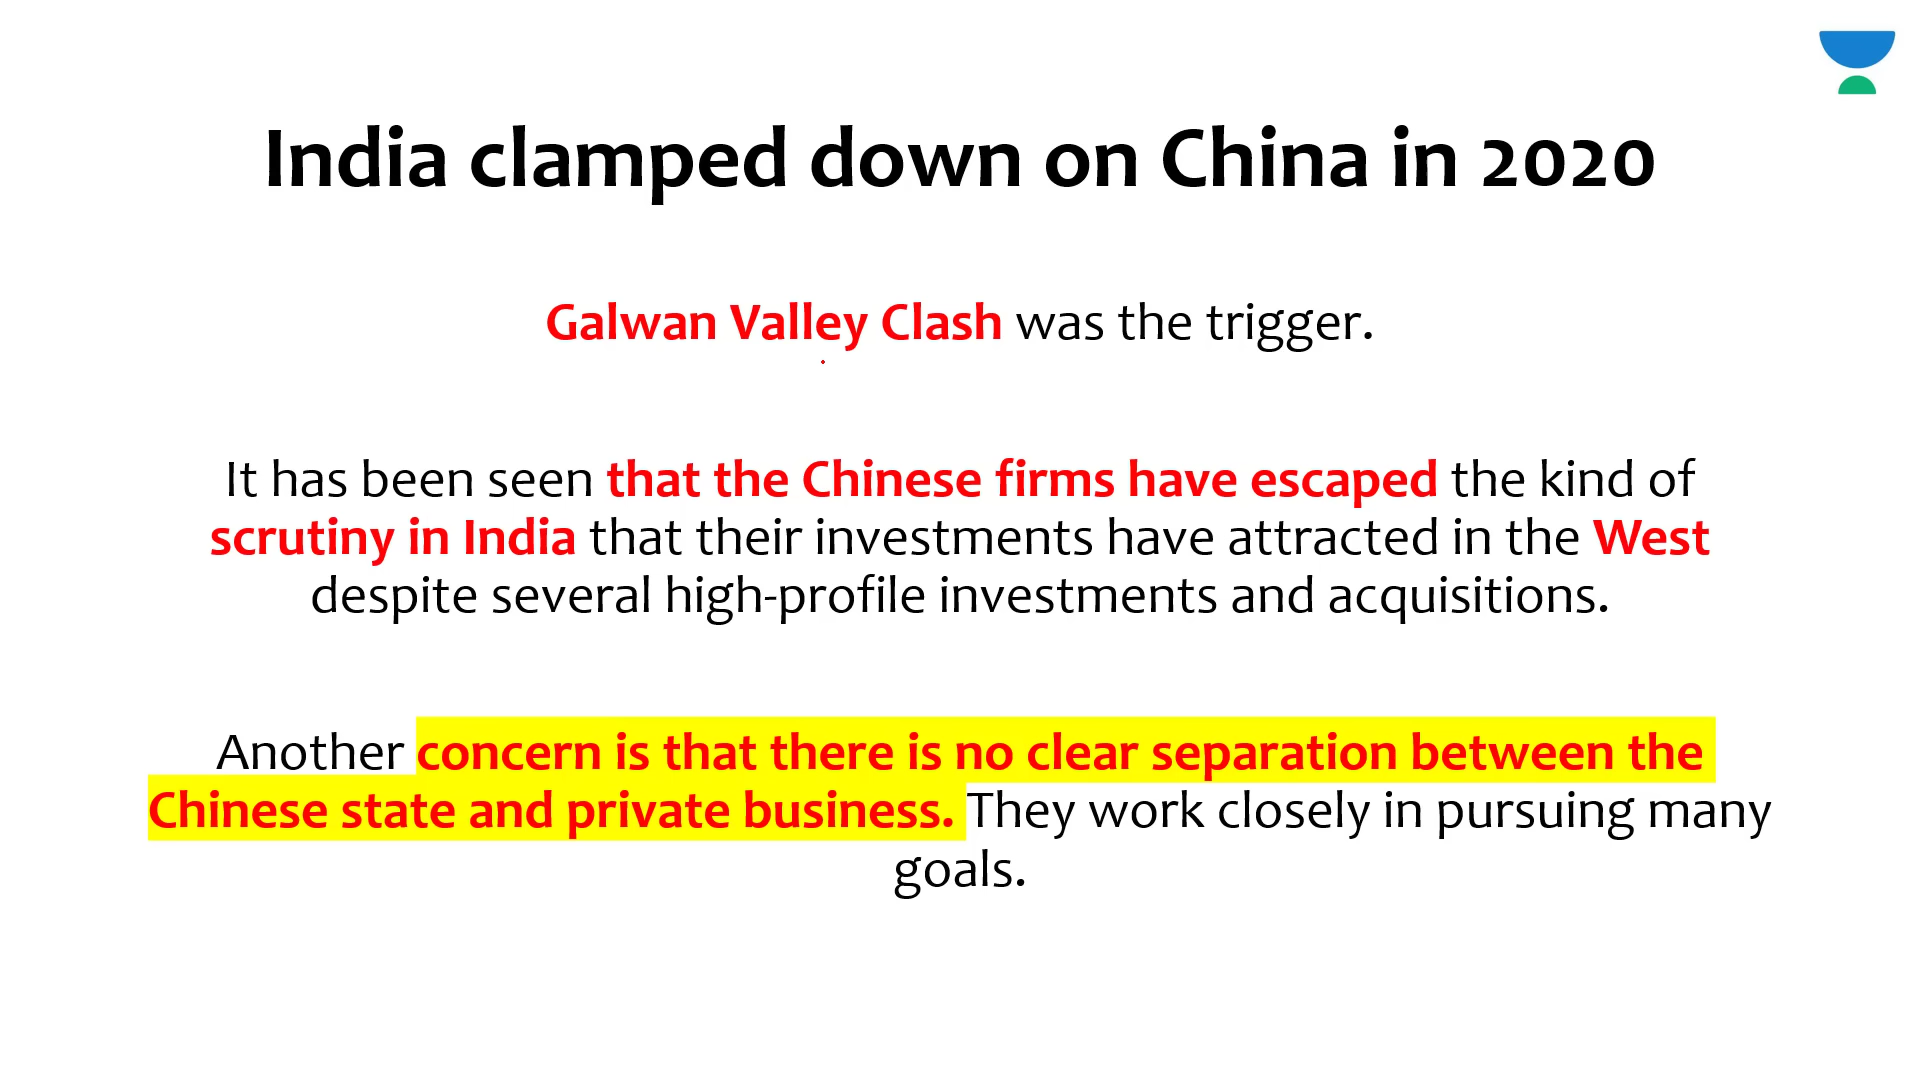 India clamped down on China in 2020
Galwan Valley Clash was the trigger.
It has been seen that the Chinese firms have escaped the kind of
scrutiny in India that their investments have attracted in the West
despite several high-profile investments and acquisitions.
Another concern is that there is no clear separation between the
Chinese state and private business. They work closely in pursuing many
goals.